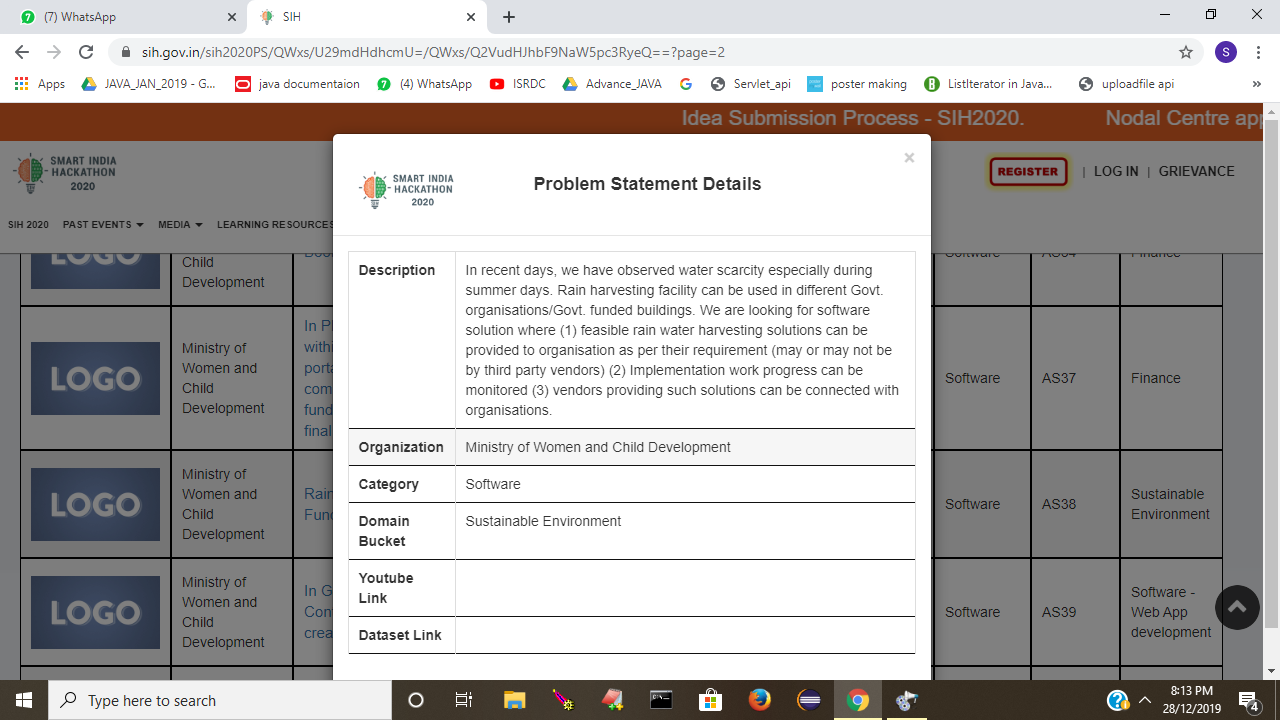 (7) WhatsApp
SIH
sih.gov.in/sih2020PS/QWxs/U29mdHdhcmU=/QWxs/Q2VudHJhbF9NaW5pc3RyeQ==?page=2
S
Apps
JAVA_JAN_2019 - G...
java documentaion
(4) WhatsApp
ISRDC
Advance_JAVA
Servlet_api
poster making
ListIterator in Java...
uploadfile api
Idea Submission Process - SIH2020.
Nodal Centre app
SMART INDIA
HACKATHON
2020
REGISTER | LOG IN | GRIEVANCE
SIH 2020
PAST EVENTS
MEDIA
LEARNING RESOURCES
SMART INDIA
HACKATHON
2020
Problem Statement Details
×
Description
In recent days, we have observed water scarcity especially during
summer days. Rain harvesting facility can be used in different Govt.
organisations/Govt. funded buildings. We are looking for software
solution where (1) feasible rain water harvesting solutions can be
provided to organisation as per their requirement (may or may not be
by third party vendors) (2) Implementation work progress can be
monitored (3) vendors providing such solutions can be connected with
organisations.
Organization
Ministry of Women and Child Development
Category
Software
Domain
Bucket
Sustainable Environment
Youtube
Link
Dataset Link
LOGO
Child
Development
Software
AS34
Finance
LOGO
Ministry of
Women and
Child
Development
In
with
porta
com
fund
final
Software
AS37
Finance
LOGO
Ministry of
Women and
Child
Development
Rain
Fun
Software
AS38
Sustainable
Environment
LOGO
Ministry of
Women and
Child
Development
In G
Con
crea
Software
AS39
Software -
Web App
development
Type here to search
8:13 PM
28/12/2019
4